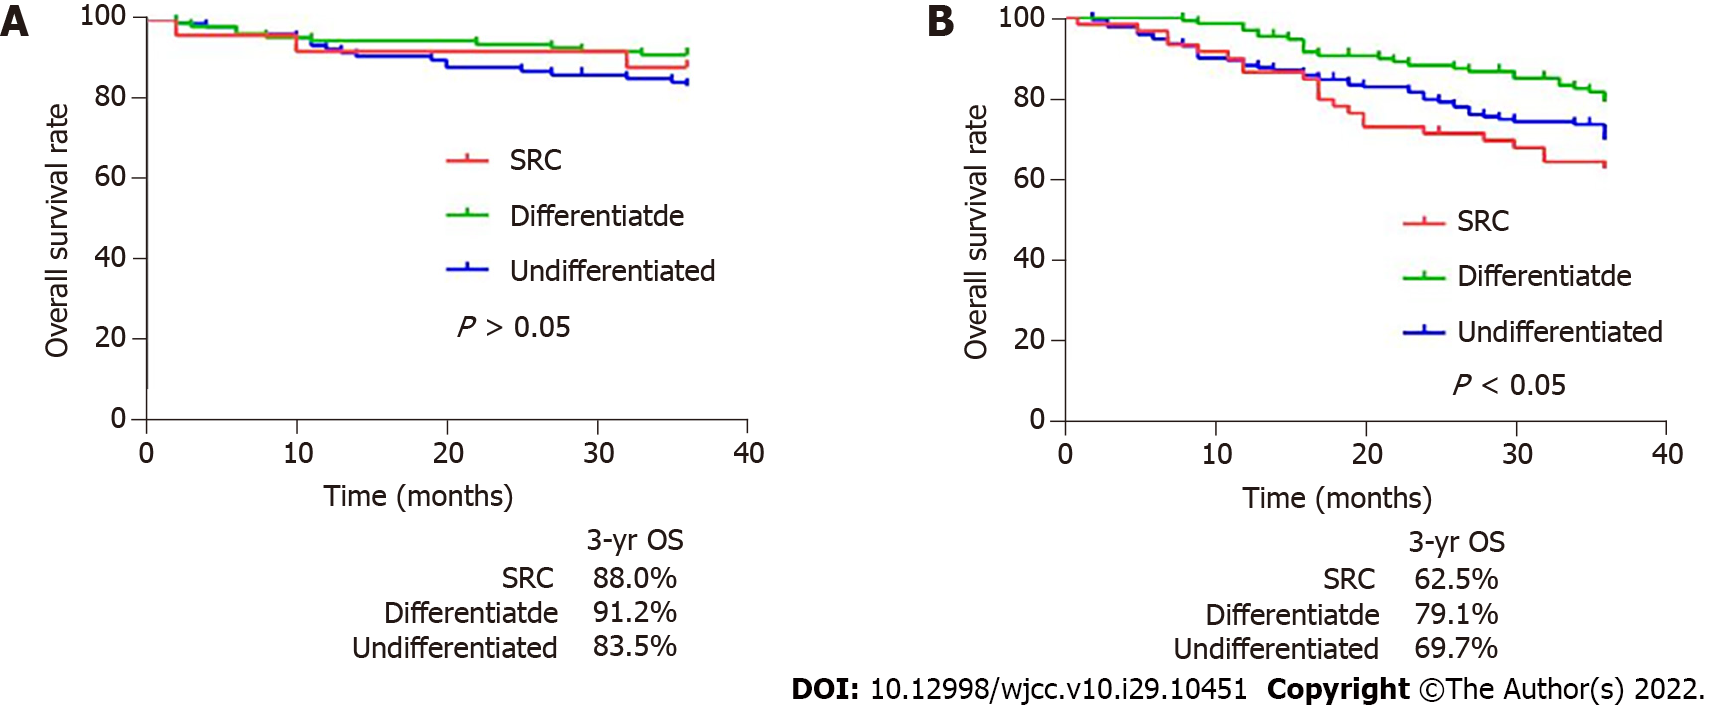 A
100
80
60
40
20
0
Overall survival rate
SRC
Differentiatde
Undifferentiated
P > 0.05
0 10 20 30 40
Time (months)
3-yr OS
SRC 88.0%
Differentiatde 91.2%
Undifferentiated 83.5%
B
100
80
60
40
20
0
Overall survival rate
SRC
Differentiatde
Undifferentiated
P < 0.05
0 10 20 30 40
Time (months)
3-yr OS
SRC 62.5%
Differentiatde 79.1%
Undifferentiated 69.7%
DOI: 10.12998/wjcc.v10.i29.10451 Copyright ©The Author(s) 2022.